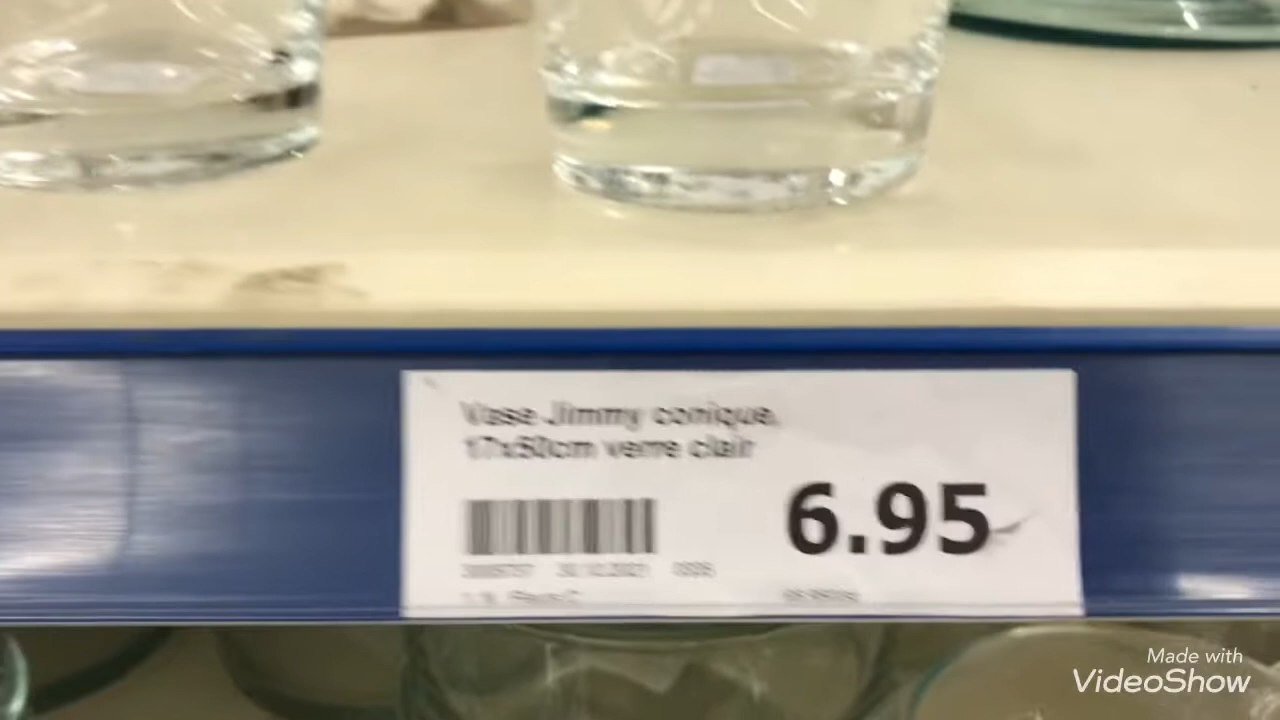 Vase Jimmy conique,
17x50cm verre clair
6.95
Made with
VideoShow